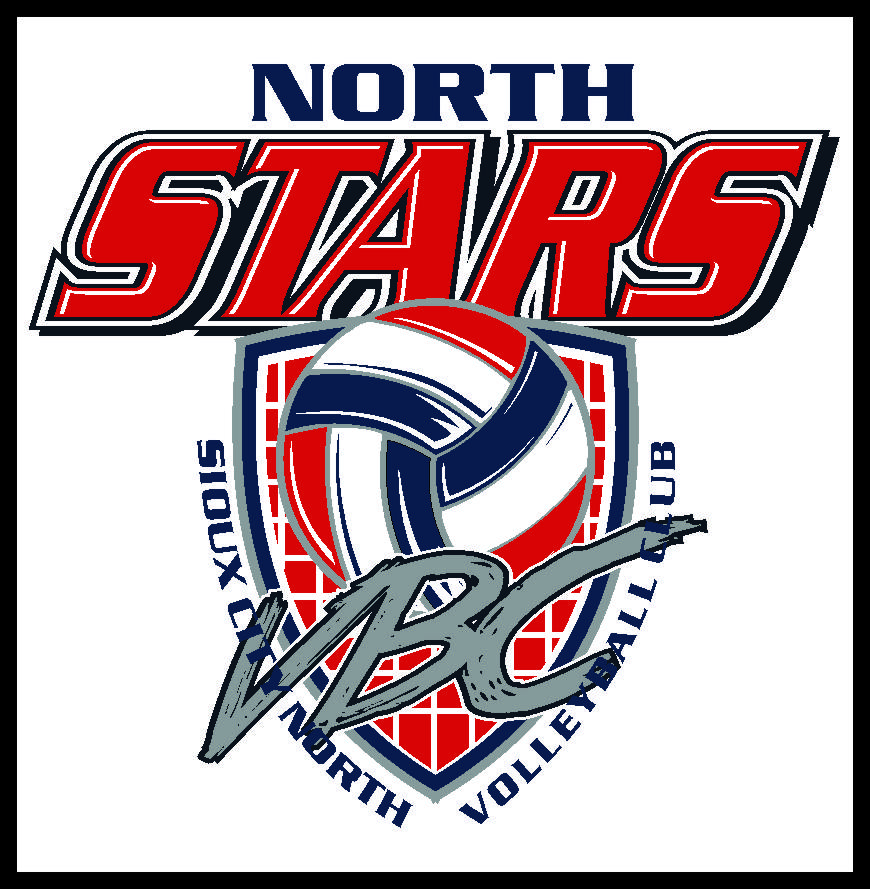 NORTH
STARS
VBC
SIOUX CITY NORTH
VOLLEYBALL CLUB